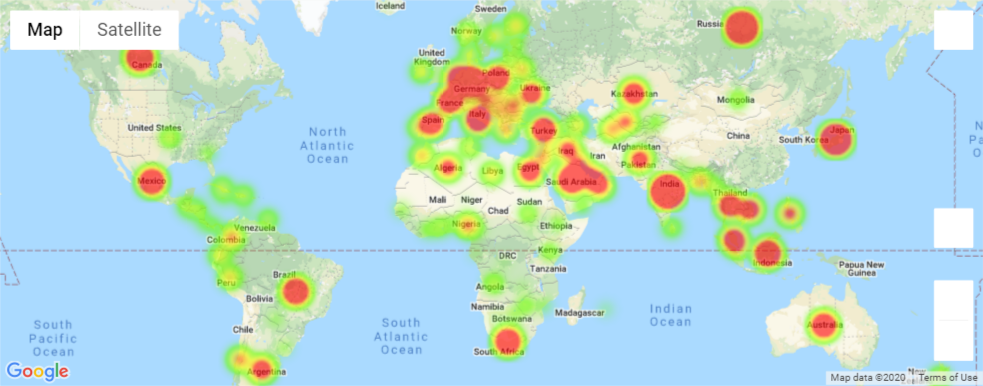 Map Satellite
Iceland
Sweden
Russia
Norway
United
Kingdom
Canada
Poland
Germany
Ukraine
Kazakhstan
France
Mongolia
Italy
Spain
United States
North
Atlantic
Ocean
Turkey
China
Japan
South Korea
Afghanistan
Iraq
Iran
Pakistan
Algeria
Libya
Egypt
Mexico
Saudi Arabia
India
Mali
Niger
Sudan
Thailand
Chad
Nigeria
Ethiopia
Venezuela
Colombia
Kenya
DRC
Indonesia
Tanzania
Papua New
Guinea
Peru
Brazil
Angola
Bolivia
Namibia
Madagascar
Indian
Ocean
Botswana
South
Pacific
Ocean
Chile
South
Atlantic
Ocean
Australia
South Africa
Argentina
Google
New
Map data ©2020
Terms of Use